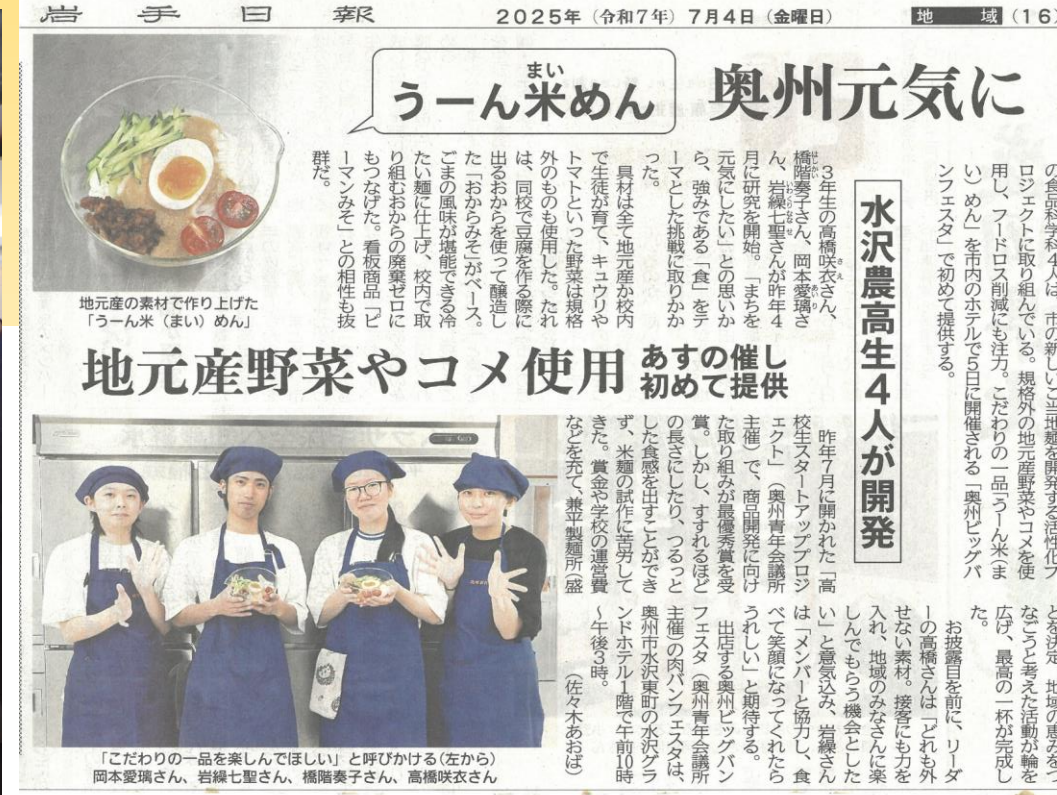 岩手日報
2025年（令和7年）7月4日（金曜日）
地域(16)
うーん米めん
まい
奥州元気に
水沢農高生4人が開発
地元産野菜やコメ使用
あすの催し
初めて提供
の食品科学科4人は、市の新しいご当地麺を開発する活性化プ
ロジェクトに取り組んでいる。規格外の地元産野菜やコメを使
用し、フードロス削減にも注力。こだわりの一品「うーん米（ま
い）めん」を市内のホテルで5日に開催される「奥州ビッグパ
ンフェスタ」で初めて提供する。
3年生の高橋咲衣さん、
橋階奏子さん、岡本愛璃さ
ん、岩繰七聖さんが昨年4
月に研究を開始。「まちを
元気にしたい」との思いか
ら、強みである「食」をテ
ーマとした挑戦に取りかか
った。
具材は全て地元産か校内
で生徒が育て、キュウリや
トマトといった野菜は規格
外のものも使用した。たれ
は、同校で豆腐を作る際に
出るおからを使って醸造し
た「おからみそ」がベース。
ごまの風味が堪能できる冷
たい麺に仕上げ、校内で取
り組むおからの廃棄ゼロに
もつなげた。看板商品「ピ
ーマンみそ」との相性も抜
群だ。
地元産の素材で作り上げた
「うーん米（まい）めん」
昨年7月に開かれた「高
校生スタートアッププロジ
ェクト」（奥州青年会議所
主催）で、商品開発に向け
た取り組みが最優秀賞を受
賞。しかし、すすれるほど
の長さにしたり、つるっと
した食感を出すことができ
ず、米麺の試作に苦労して
きた。賞金や学校の運営費
などを充て、兼平製麺所（盛
とを決定。地域の恵みをつ
なごうと考えた活動が輪を
広げ、最高の一杯が完成し
た。
お披露目を前に、リーダ
ーの高橋さんは「どれも外
せない素材。接客にも力を
入れ、地域のみなさんに楽
しんでもらう機会とした
い」と意気込み、岩繰さん
は「メンバーと協力し、食
べて笑顔になってくれたら
うれしい」と期待する。
出店する奥州ビッグパン
フェスタ（奥州青年会議所
主催）の肉パンフェスタは、
奥州市水沢東町の水沢グラ
ンドホテル1階で午前10時
～午後3時。
（佐々木あおば）
「こだわりの一品を楽しんでほしい」と呼びかける（左から）
岡本愛璃さん、岩繰七聖さん、橋階奏子さん、高橋咲衣さん